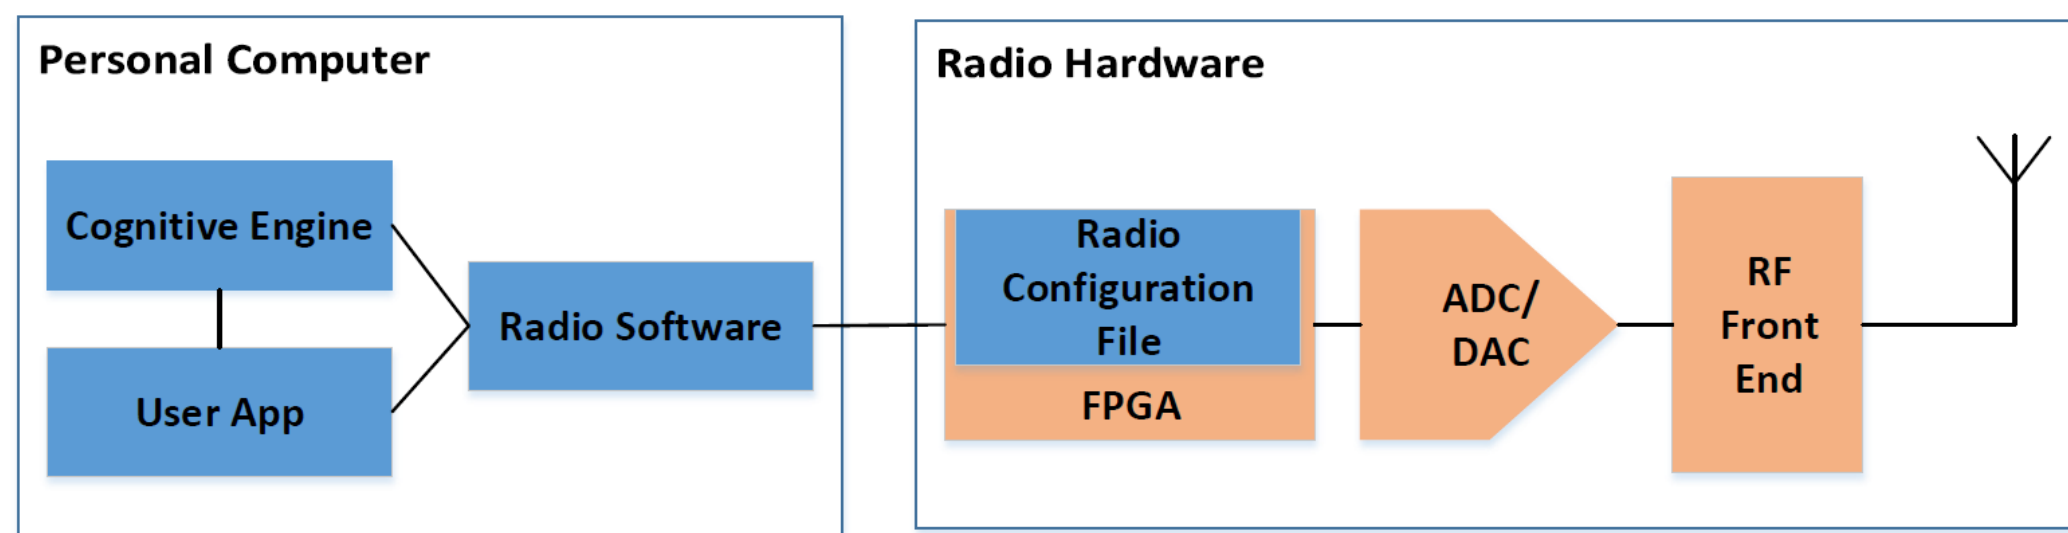 Personal Computer
Cognitive Engine
User App
Radio Software
Radio Hardware
Radio
Configuration
File
FPGA
ADC/
DAC
RF
Front
End